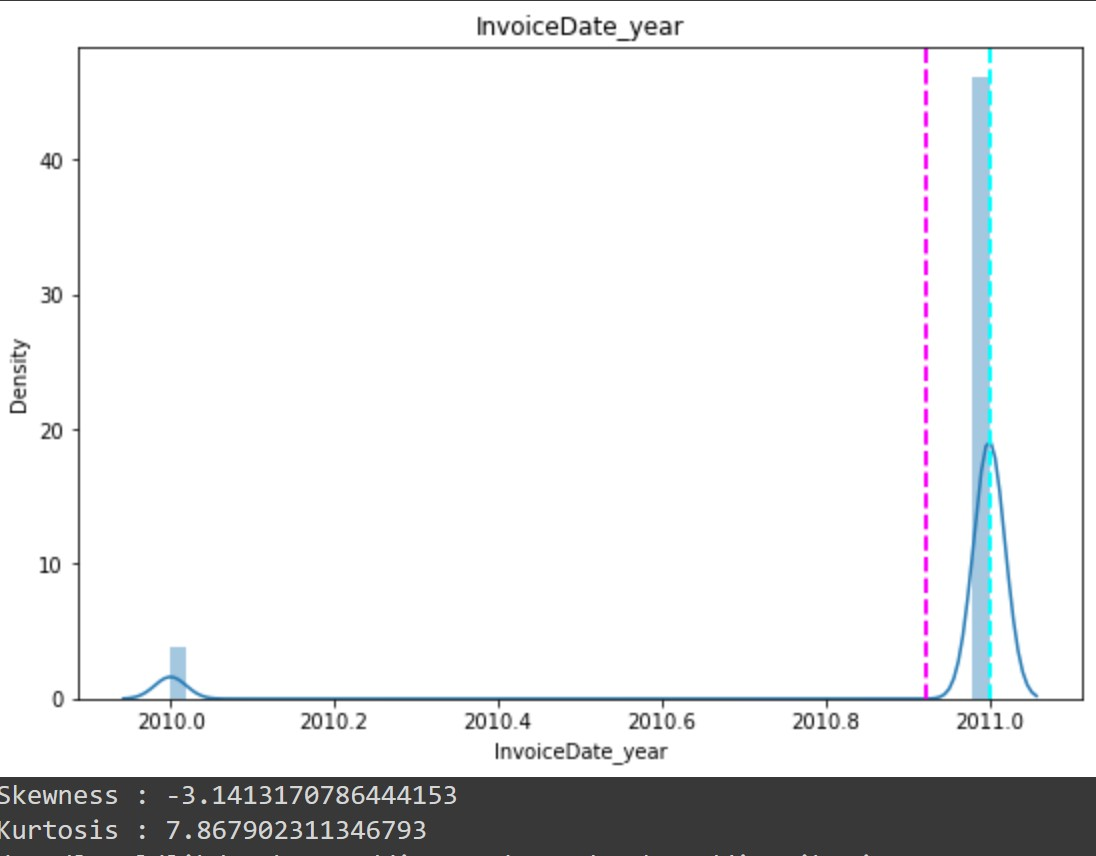 InvoiceDate_year
40
30
20
10
0
Density
2010.0 2010.2 2010.4 2010.6 2010.8 2011.0
InvoiceDate_year
Skewness : -3.1413170786444153
Kurtosis : 7.867902311346793